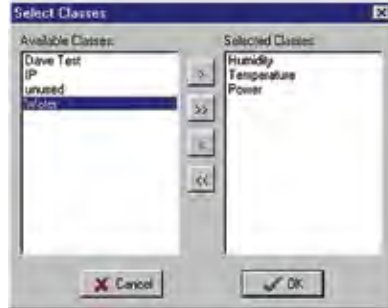 Select Classes
Available Classes:
Dave Test
IP
unused
Water
>
>>
<
<<
Selected Classes:
Humidity
Temperature
Power
Cancel
OK